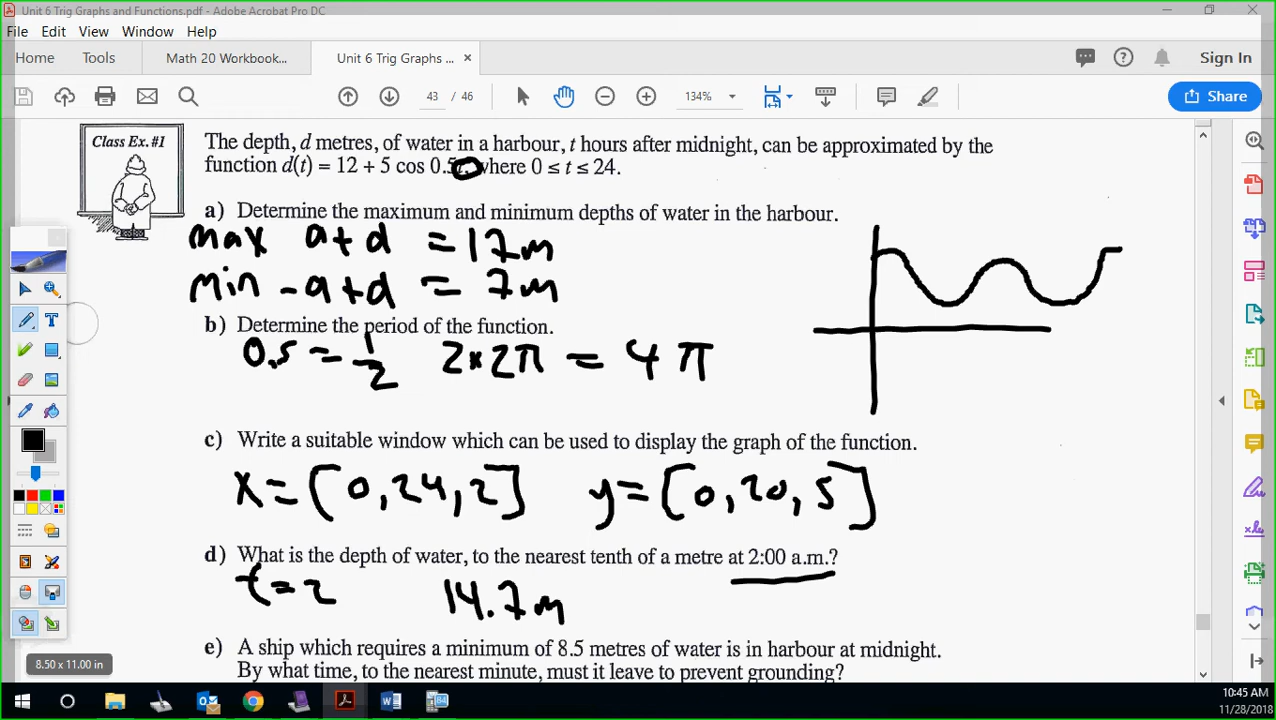 Unit 6 Trig Graphs and Functions.pdf - Adobe Acrobat Pro DC
File Edit View Window Help
Home Tools Math 20 Workbook... Unit 6 Trig Graphs ... × Sign In
43 / 46 134% Share
Class Ex. #1
The depth, d metres, of water in a harbour, t hours after midnight, can be approximated by the
function d(t) = 12 + 5 cos 0.5 where 0 ≤ t ≤ 24.
a) Determine the maximum and minimum depths of water in the harbour.
max a+d = 17m
min -a+d = 7m
b) Determine the period of the function.
0.5 = 1/2 2×2π = 4π
c) Write a suitable window which can be used to display the graph of the function.
x = [0,24,2] y = [0,20,5]
d) What is the depth of water, to the nearest tenth of a metre at 2:00 a.m.?
t=2 14.7m
e) A ship which requires a minimum of 8.5 metres of water is in harbour at midnight.
By what time, to the nearest minute, must it leave to prevent grounding?
8.50 x 11.00 in
10:45 AM
11/28/2018